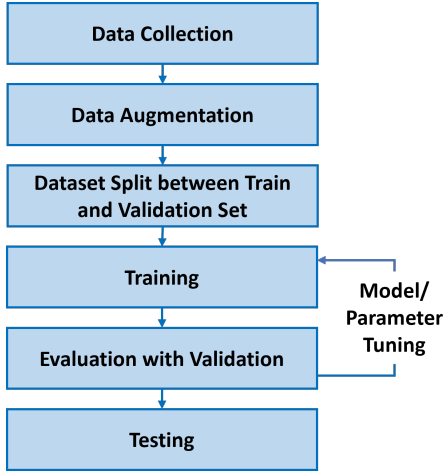 Data Collection
Data Augmentation
Dataset Split between Train
and Validation Set
Training
Model/
Parameter
Tuning
Evaluation with Validation
Testing